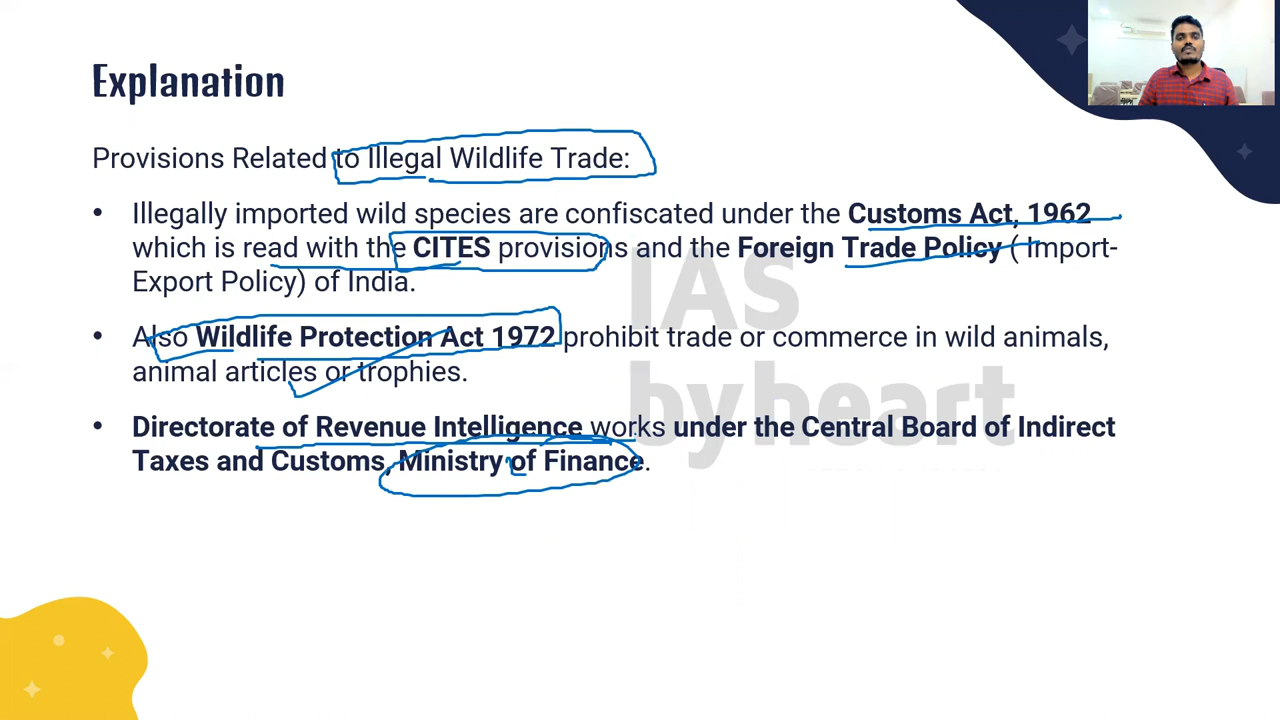 Explanation
Provisions Related to Illegal Wildlife Trade:
• Illegally imported wild species are confiscated under the Customs Act, 1962
which is read with the CITES provisions and the Foreign Trade Policy ( Import-
Export Policy) of India.
• Also Wildlife Protection Act 1972 prohibit trade or commerce in wild animals,
animal articles or trophies.
• Directorate of Revenue Intelligence works under the Central Board of Indirect
Taxes and Customs, Ministry of Finance.
IAS
byheart